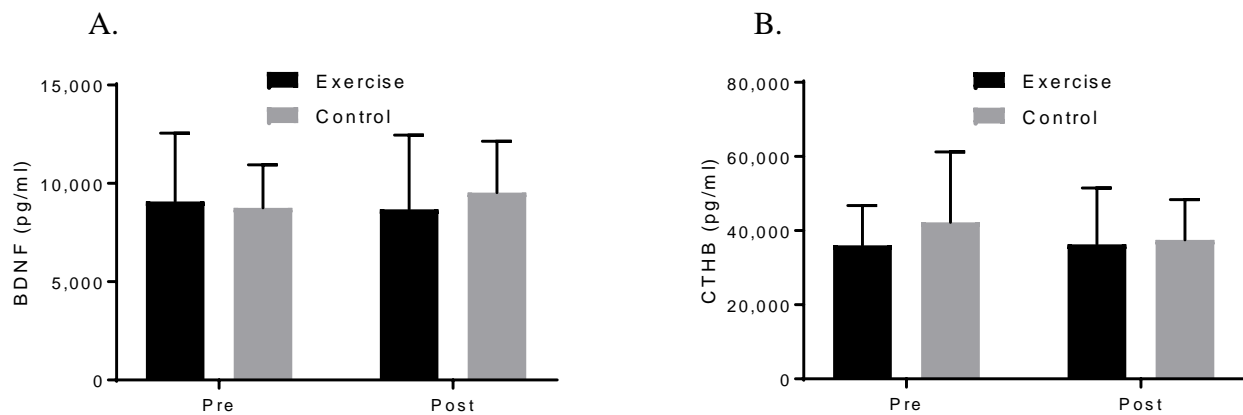 A.
BDNF (pg/ml)
15,000
10,000
5,000
0
Exercise
Control
Pre
Post
B.
CTHB (pg/ml)
80,000
60,000
40,000
20,000
0
Exercise
Control
Pre
Post